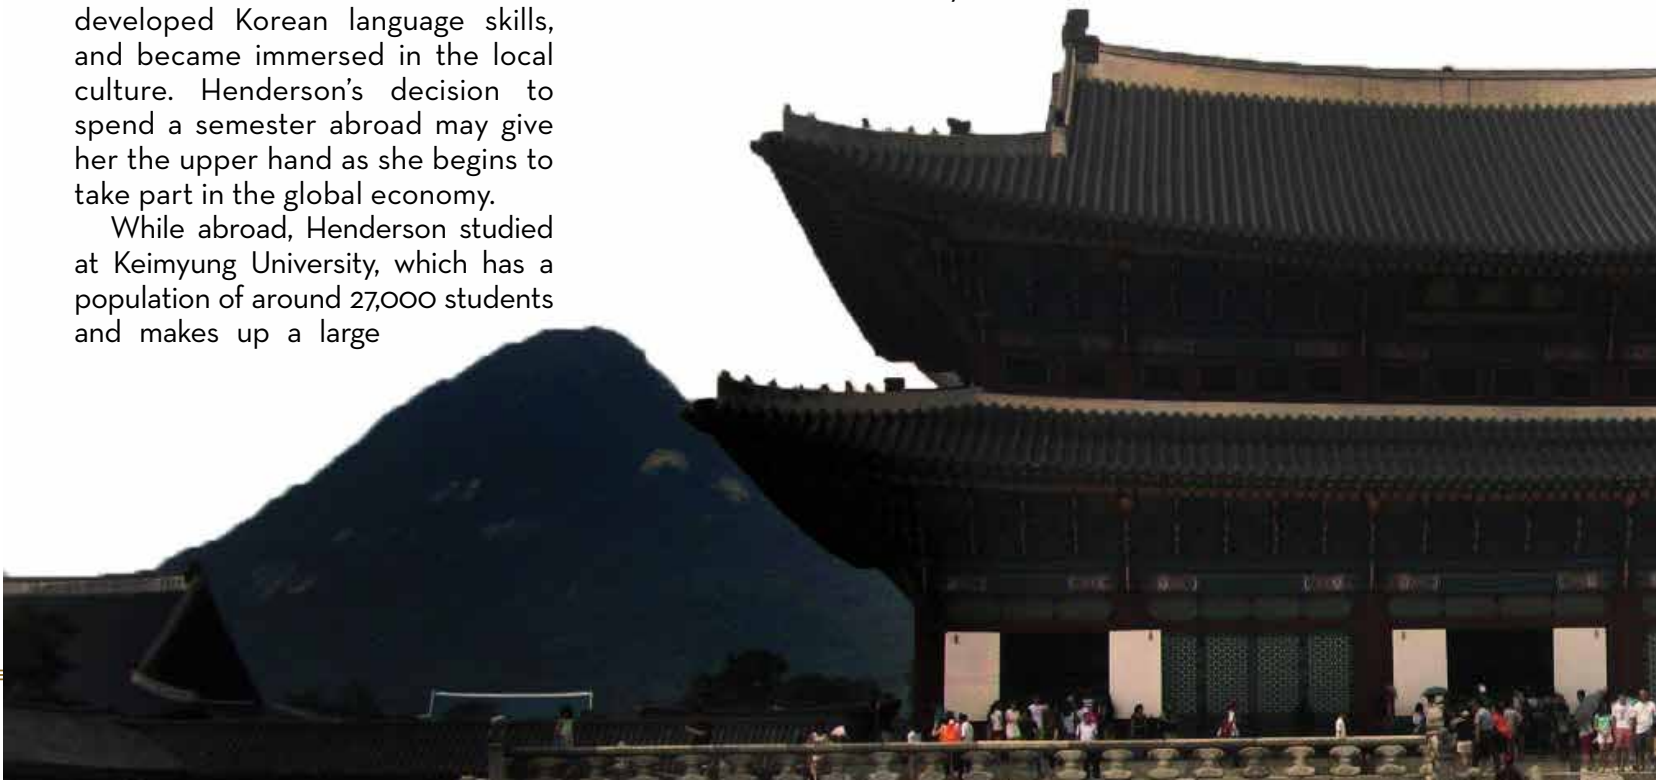 developed Korean language skills,
and became immersed in the local
culture. Henderson's decision to
spend a semester abroad may give
her the upper hand as she begins to
take part in the global economy.
While abroad, Henderson studied
at Keimyung University, which has a
population of around 27,000 students
and makes up a large